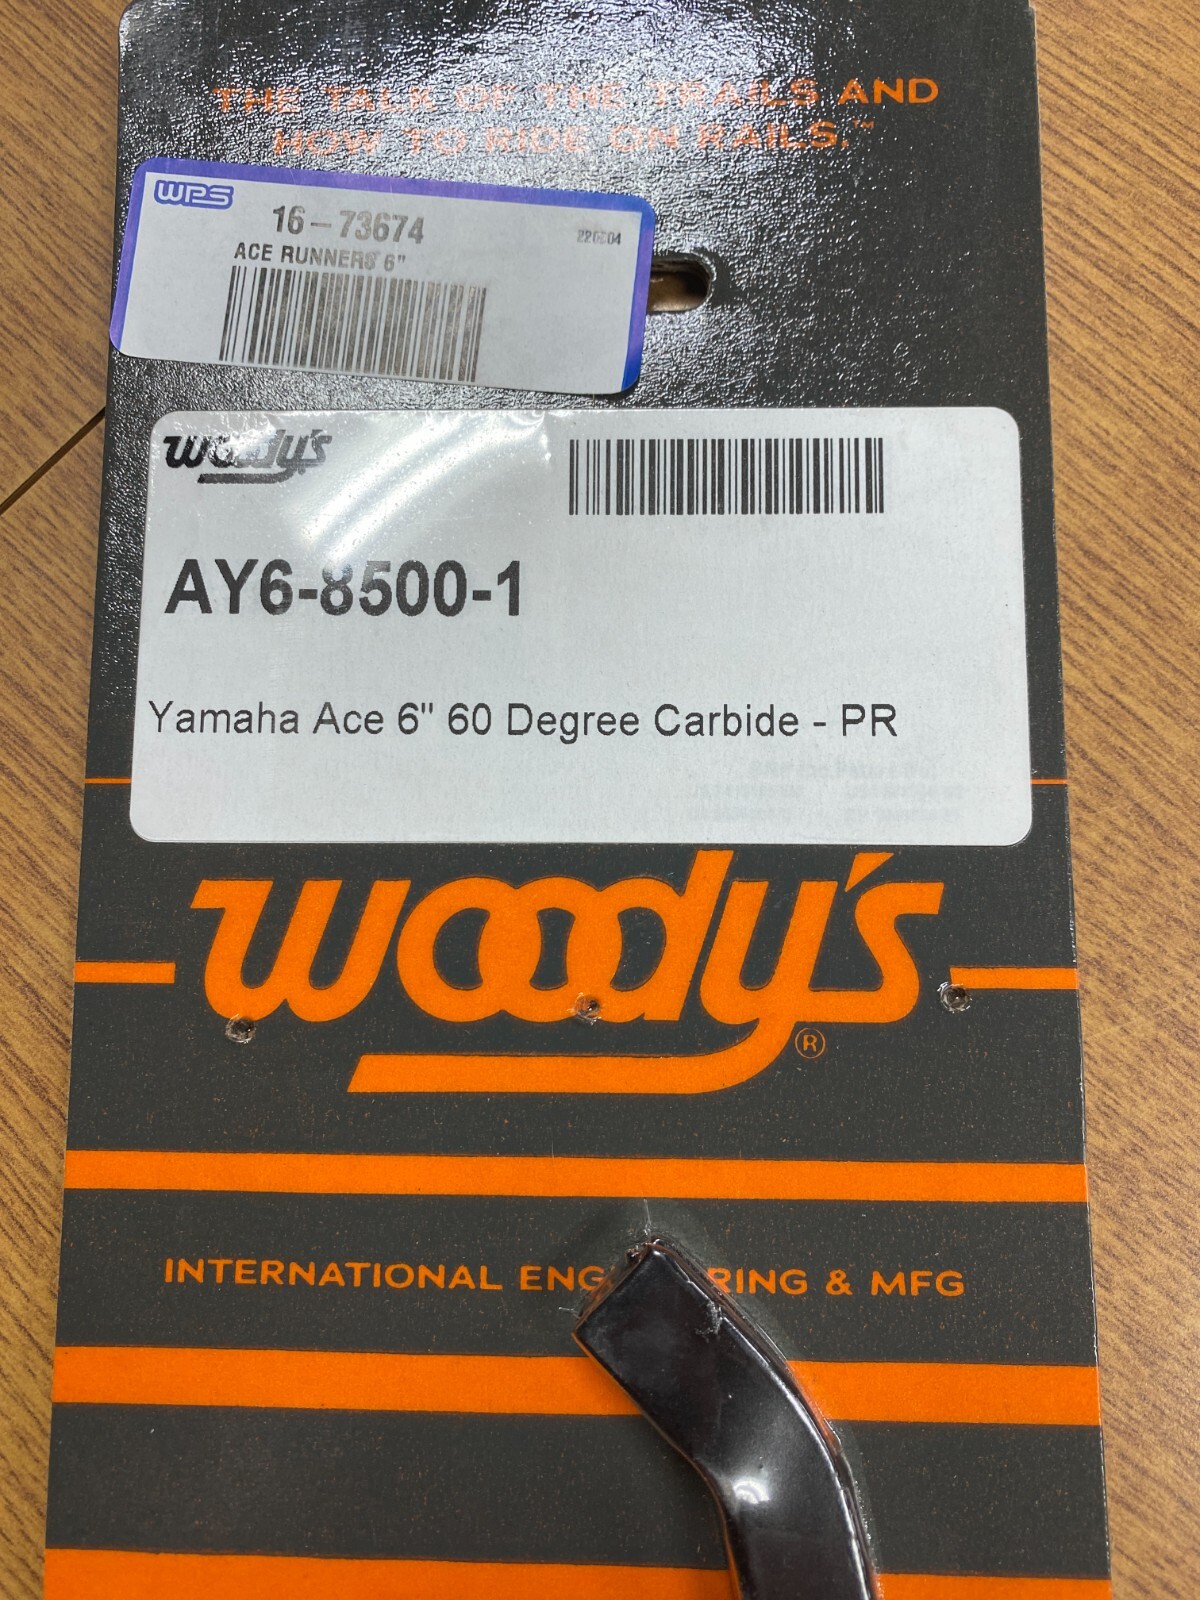 THE TALK OF THE TRAILS AND
HOW TO RIDE ON RAILS.™
WPS
16-73674
ACE RUNNERS 6"
woody's
AY6-8500-1
Yamaha Ace 6" 60 Degree Carbide - PR
woody's®
INTERNATIONAL ENG RING & MFG